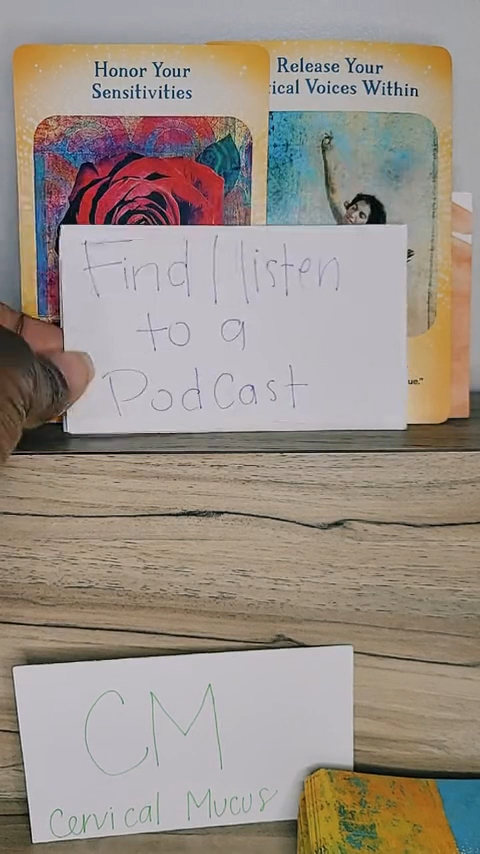 Honor Your
Sensitivities
Release Your
ical Voices Within
ue."
Find/listen
to a
Podcast
CM
Cervical Mucus